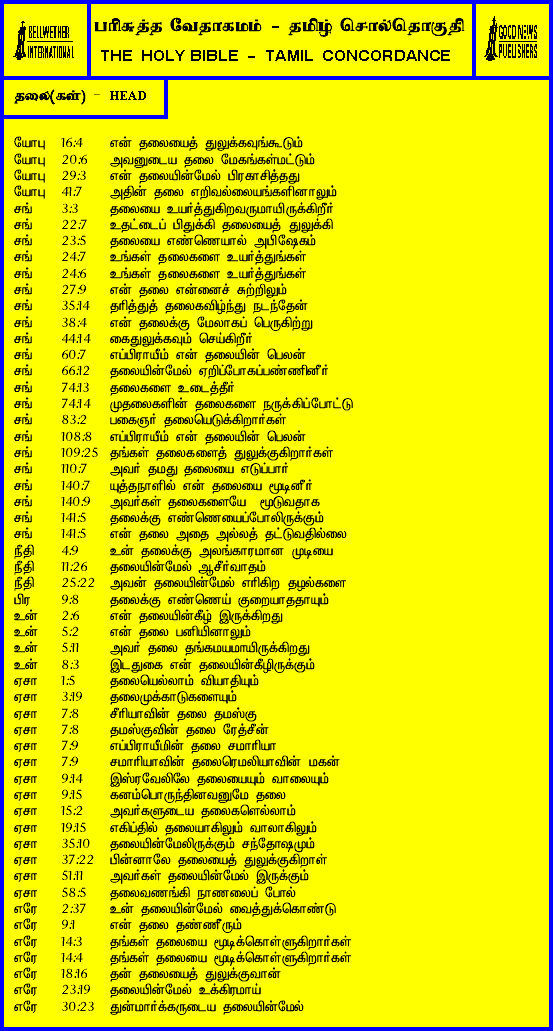 BELLWETHER
INTERNATIONAL
பரிசுத்த வேதாகமம் - தமிழ் சொல்தொகுதி
THE HOLY BIBLE - TAMIL CONCORDANCE
GOOD NEWS
PUBLISHERS
தலை(கள்) - HEAD
யோபு 16:4 என் தலையைத் துலுக்கவுங்கூடும்
யோபு 20:6 அவனுடைய தலை மேகங்கள்மட்டும்
யோபு 29:3 என் தலையின்மேல் பிரகாசித்தது
யோபு 41:7 அதின் தலை எறிவல்லையங்களினாலும்
சங் 3:3 தலையை உயர்த்துகிறவருமாயிருக்கிறீர்
சங் 22:7 உதட்டைப் பிதுக்கி தலையைத் துலுக்கி
சங் 23:5 தலையை எண்ணெயால் அபிஷேகம்
சங் 24:7 உங்கள் தலைகளை உயர்த்துங்கள்
சங் 24:6 உங்கள் தலைகளை உயர்த்துங்கள்
சங் 27:9 என் தலை என்னைச் சுற்றிலும்
சங் 35:14 தரித்துத் தலைகவிழ்ந்து நடந்தேன்
சங் 38:4 என் தலைக்கு மேலாகப் பெருகிற்று
சங் 44:14 கைதுலுக்கவும் செய்கிறீர்
சங் 60:7 எப்பிராயீம் என் தலையின் பெலன்
சங் 66:12 தலையின்மேல் ஏறிப்போகப்பண்ணினீர்
சங் 74:13 தலைகளை உடைத்தீர்
சங் 74:14 முதலைகளின் தலைகளை நருக்கிப்போட்டு
சங் 83:2 பகைஞர் தலையெடுக்கிறார்கள்
சங் 108:8 எப்பிராயீம் என் தலையின் பெலன்
சங் 109:25 தங்கள் தலைகளைத் துலுக்குகிறார்கள்
சங் 110:7 அவர் தமது தலையை எடுப்பார்
சங் 140:7 யுத்தநாளில் என் தலையை மூடினீர்
சங் 140:9 அவர்கள் தலைகளையே மூடுவதாக
சங் 141:5 தலைக்கு எண்ணெயைப்போலிருக்கும்
சங் 141:5 என் தலை அதை அல்லத் தட்டுவதில்லை
நீதி 4:9 உன் தலைக்கு அலங்காரமான முடியை
நீதி 11:26 தலையின்மேல் ஆசீர்வாதம்
நீதி 25:22 அவன் தலையின்மேல் எரிகிற தழல்களை
பிர 9:8 தலைக்கு எண்ணெய் குறையாததாயும்
உன் 2:6 என் தலையின்கீழ் இருக்கிறது
உன் 5:2 என் தலை பனியினாலும்
உன் 5:11 அவர் தலை தங்கமயமாயிருக்கிறது
உன் 8:3 இடதுகை என் தலையின்கீழிருக்கும்
ஏசா 1:5 தலையெல்லாம் வியாதியும்
ஏசா 3:19 தலைமுக்காடுகளையும்
ஏசா 7:8 சீரியாவின் தலை தமஸ்கு
ஏசா 7:8 தமஸ்குவின் தலை ரேத்சீன்
ஏசா 7:9 எப்பிராயீமின் தலை சமாரியா
ஏசா 7:9 சமாரியாவின் தலைரெமலியாவின் மகன்
ஏசா 9:14 இஸ்ரவேலிலே தலையையும் வாலையும்
ஏசா 9:15 கனம்பொருந்தினவனுமே தலை
ஏசா 15:2 அவர்களுடைய தலைகளெல்லாம்
ஏசா 19:15 எகிப்தில் தலையாகிலும் வாலாகிலும்
ஏசா 35:10 தலையின்மேலிருக்கும் சந்தோஷமும்
ஏசா 37:22 பின்னாலே தலையைத் துலுக்குகிறாள்
ஏசா 51:11 அவர்கள் தலையின்மேல் இருக்கும்
ஏசா 58:5 தலைவணங்கி நாணலைப் போல்
எரே 2:37 உன் தலையின்மேல் வைத்துக்கொண்டு
எரே 9:1 என் தலை தண்ணீரும்
எரே 14:3 தங்கள் தலையை மூடிக்கொள்ளுகிறார்கள்
எரே 14:4 தங்கள் தலையை மூடிக்கொள்ளுகிறார்கள்
எரே 18:16 தன் தலையைத் துலுக்குவான்
எரே 23:19 தலையின்மேல் உக்கிரமாய்
எரே 30:23 துன்மார்க்கருடைய தலையின்மேல்